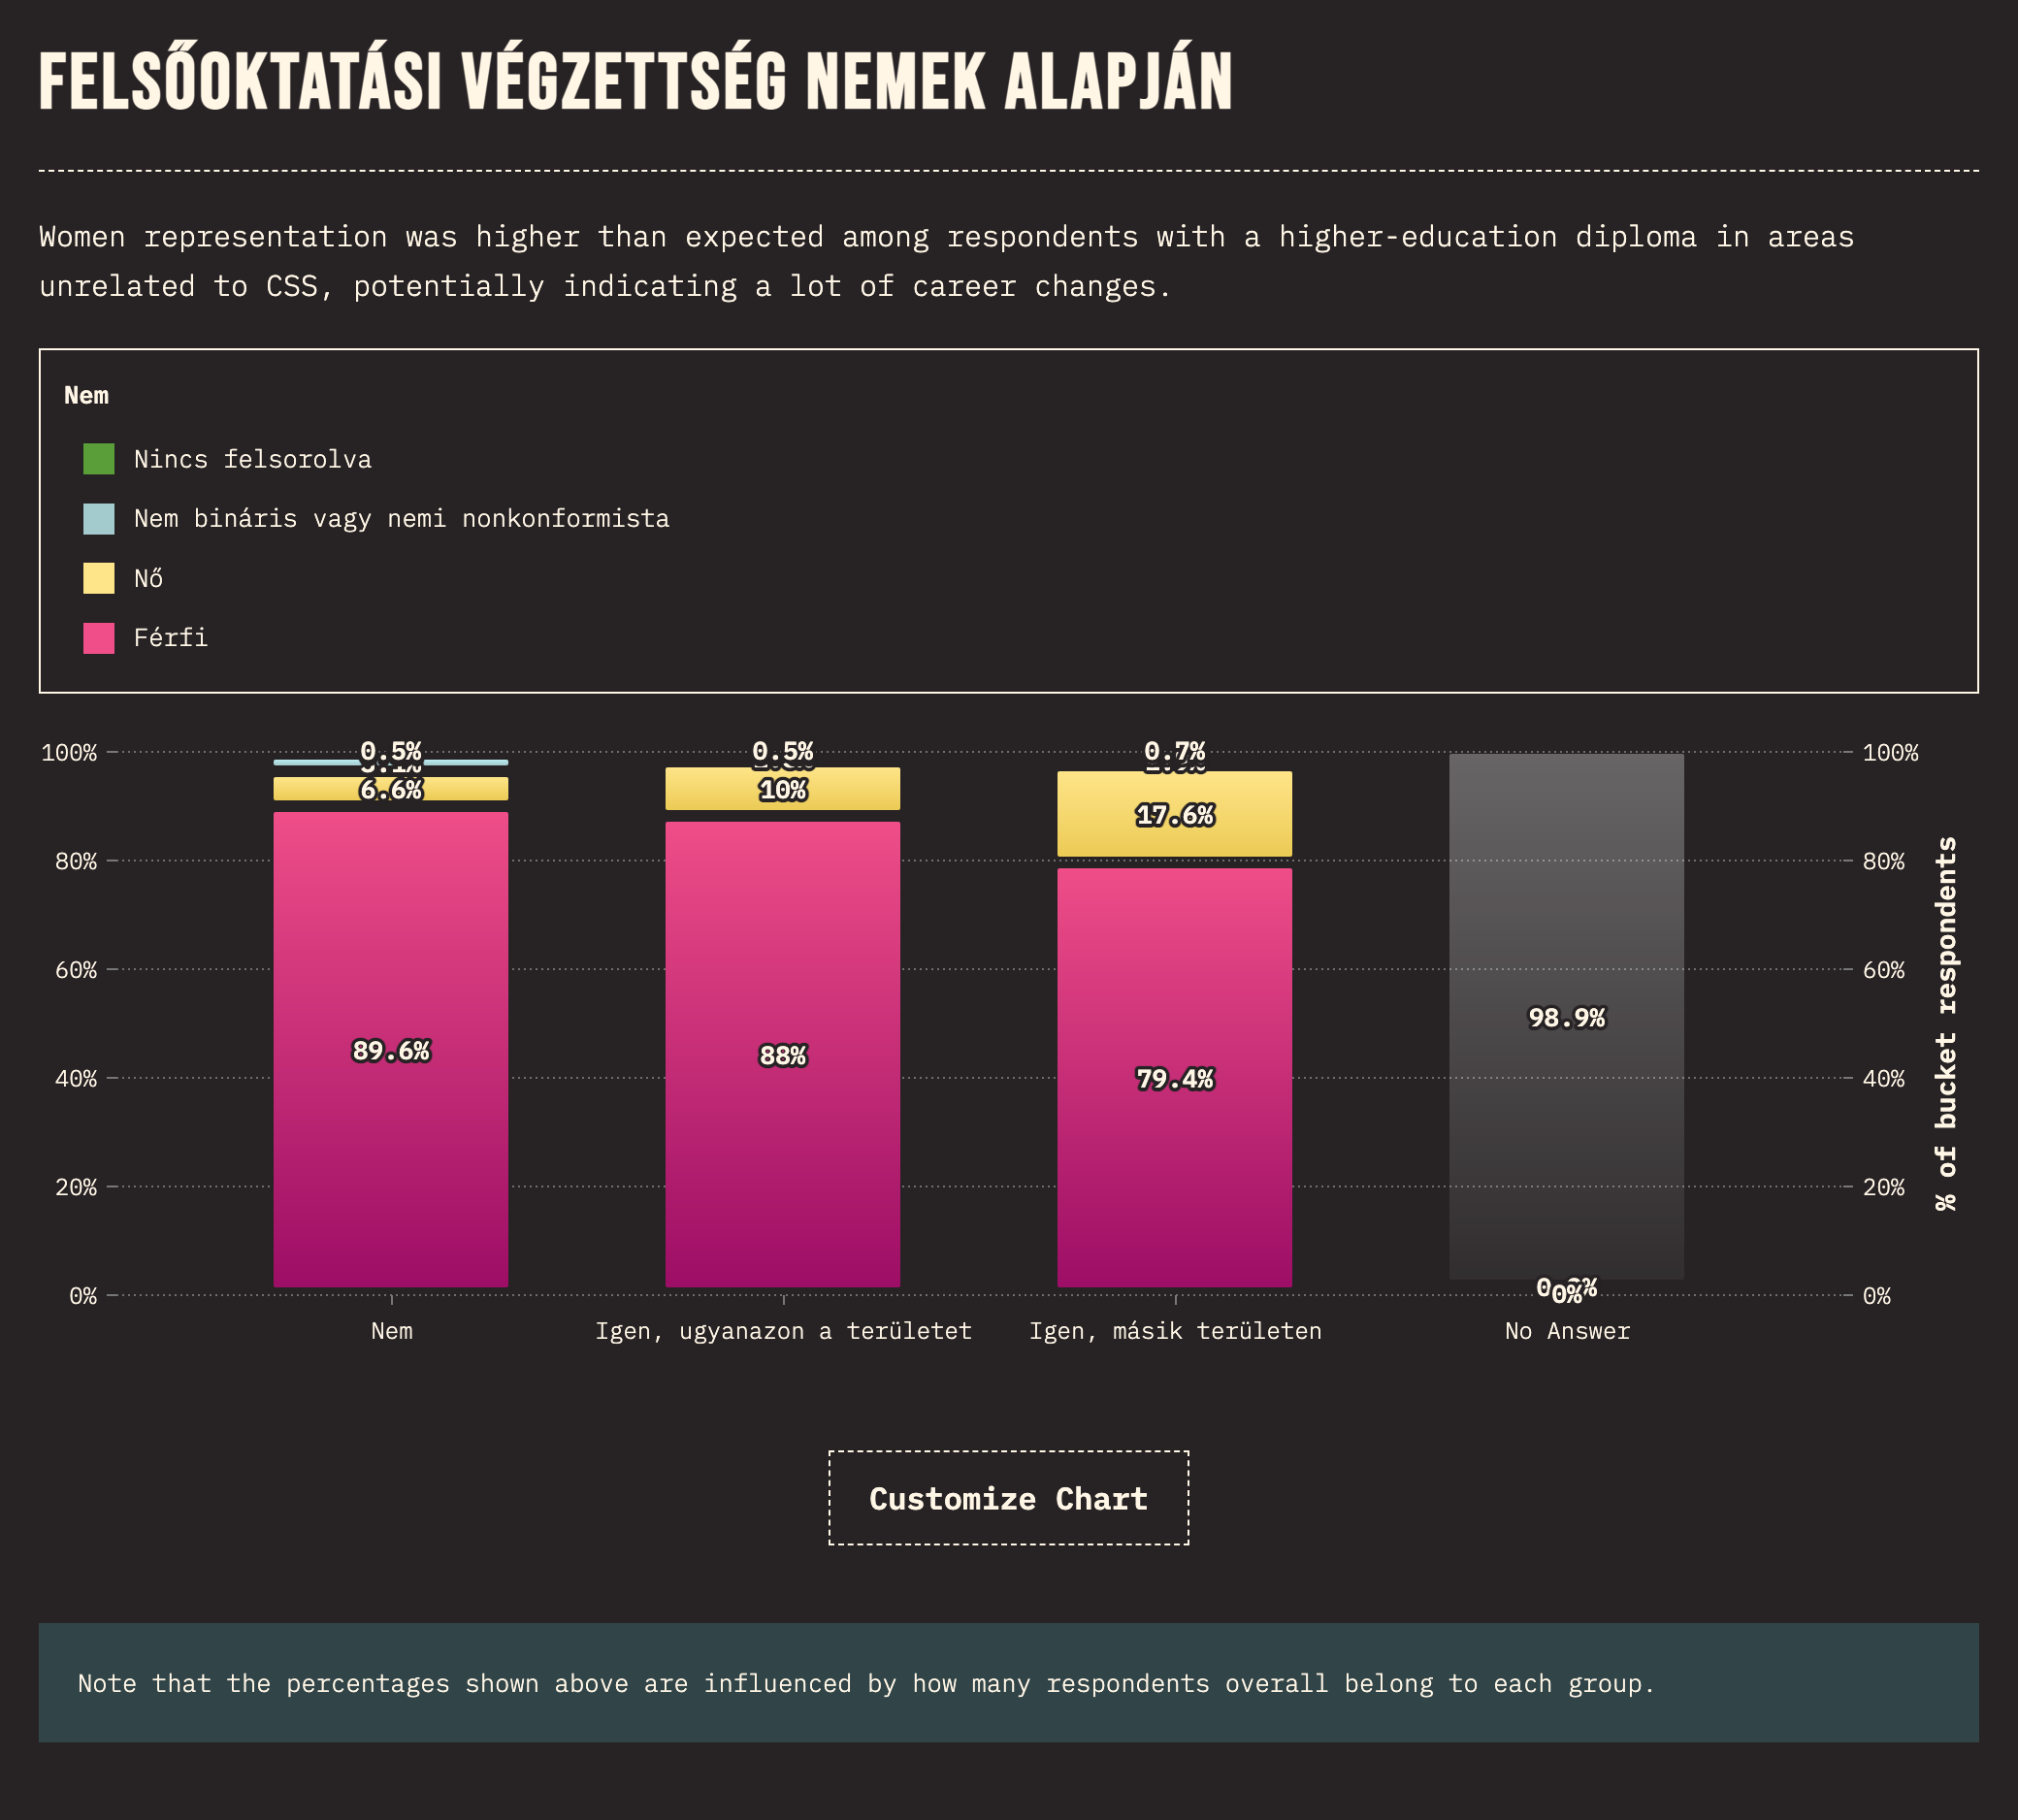 FELSŐOKTATÁSI VÉGZETTSÉG NEMEK ALAPJÁN
Women representation was higher than expected among respondents with a higher-education diploma in areas
unrelated to CSS, potentially indicating a lot of career changes.
Nem
Nincs felsorolva
Nem bináris vagy nemi nonkonformista
Nő
Férfi
100%
80%
60%
40%
20%
0%
0.5%
6.6%
89.6%
0.5%
10%
88%
0.7%
17.6%
79.4%
98.9%
0%
100%
80%
60%
40%
20%
0%
% of bucket respondents
Nem
Igen, ugyanazon a területet
Igen, másik területen
No Answer
Customize Chart
Note that the percentages shown above are influenced by how many respondents overall belong to each group.